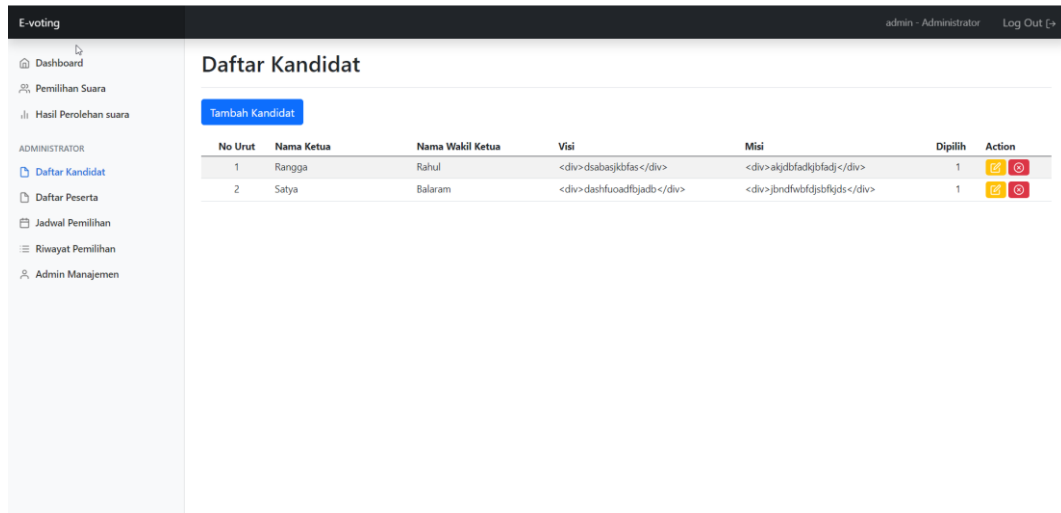 E-voting
admin - Administrator Log Out
Dashboard
Pemilihan Suara
Hasil Perolehan suara
ADMINISTRATOR
Daftar Kandidat
Daftar Peserta
Jadwal Pemilihan
Riwayat Pemilihan
Admin Manajemen
Daftar Kandidat
Tambah Kandidat
No Urut Nama Ketua Nama Wakil Ketua Visi Misi Dipilih Action
1 Rangga Rahul <div>dsabasjkbfas</div> <div>akjdbfadkjbfadj</div> 1
2 Satya Balaram <div>dashfuoadfbjadb</div> <div>jbndfwbfdjsbfkjds</div> 1